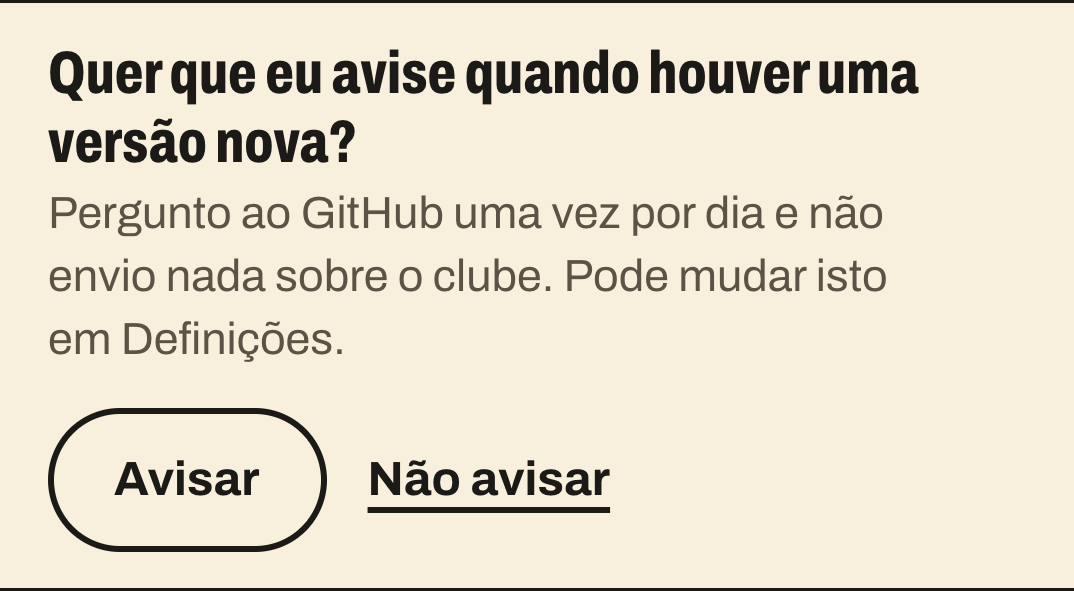 Quer que eu avise quando houver uma
versão nova?
Pergunto ao GitHub uma vez por dia e não
envio nada sobre o clube. Pode mudar isto
em Definições.
Avisar
Não avisar